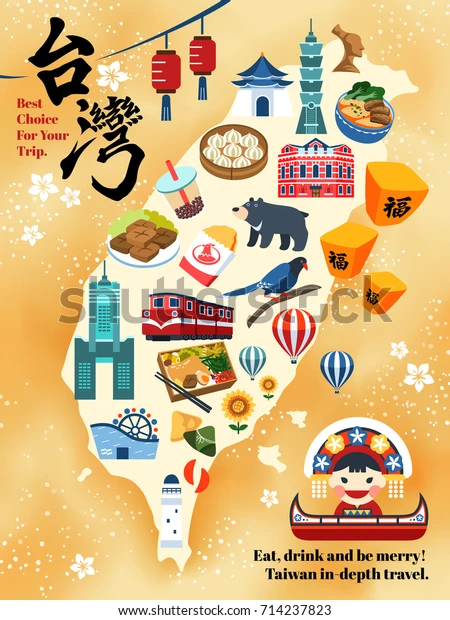 台灣
Best
Choice
For Your
Trip.
福
福
福
shutterstock
Eat, drink and be merry!
Taiwan in-depth travel.
shutterstock.com · 714237823